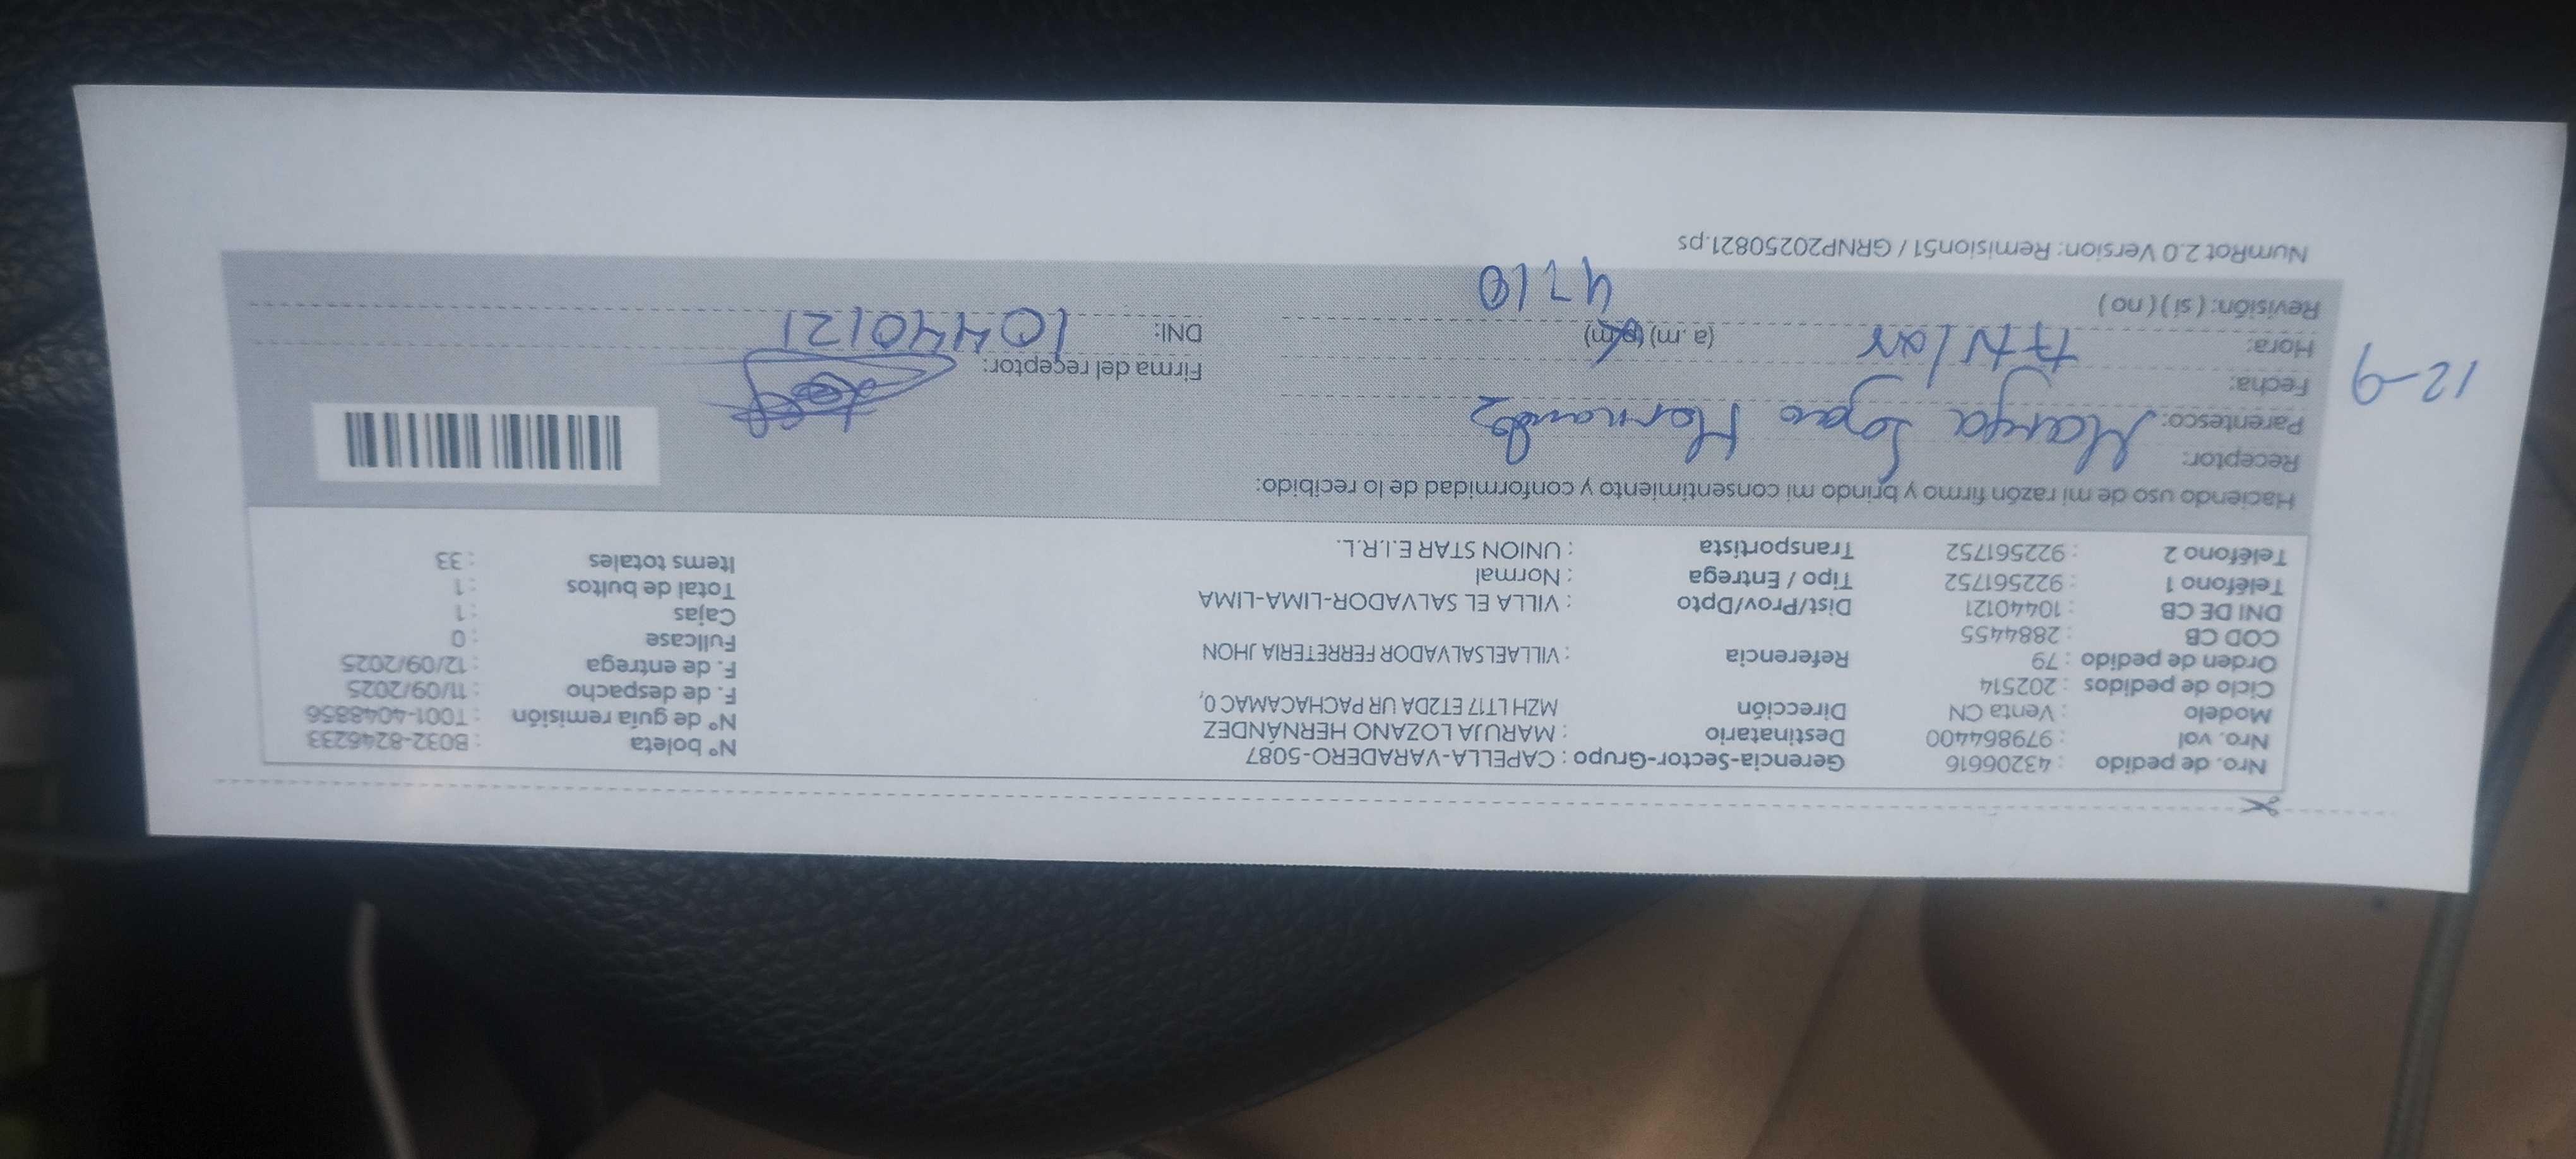 Nro. de pedido : 43206616 Gerencia-Sector-Grupo : CAPELLA-VARADERO-5087 N° boleta : B032-8246233
Nro. vol : 979864400 Destinatario : MARUJA LOZANO HERNÁNDEZ N° de guía remisión : T001-4048856
Modelo : Venta CN Dirección MZH LT17 ET2DA UR PACHACAMAC 0, F. de despacho : 11/09/2025
Ciclo de pedidos : 202514 F. de entrega : 12/09/2025
Orden de pedido : 79 Referencia : VILLAELSALVADOR FERRETERIA JHON Fullcase : 0
COD CB : 2884455 Cajas : 1
DNI DE CB : 10440121 Dist/Prov/Dpto : VILLA EL SALVADOR-LIMA-LIMA Total de bultos : 1
Teléfono 1 : 922561752 Tipo / Entrega : Normal Items totales : 33
Teléfono 2 : 922561752 Transportista : UNION STAR E.I.R.L.
Haciendo uso de mi razón firmo y brindo mi consentimiento y conformidad de lo recibido:
Receptor: Maruja Lozano Hernandez
Parentesco:
12-9 Fecha: Firma del receptor:
Hora: (a .m) (p.m) DNI: 10440121
Revisión: ( si ) ( no ) 4710
NumRot 2.0 Version: Remision51 / GRNP20250821.ps